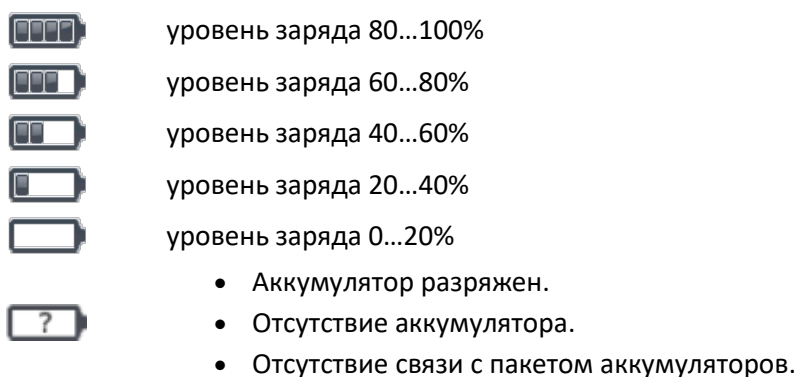 уровень заряда 80…100%
уровень заряда 60…80%
уровень заряда 40…60%
уровень заряда 20…40%
уровень заряда 0…20%
• Аккумулятор разряжен.
? • Отсутствие аккумулятора.
• Отсутствие связи с пакетом аккумуляторов.